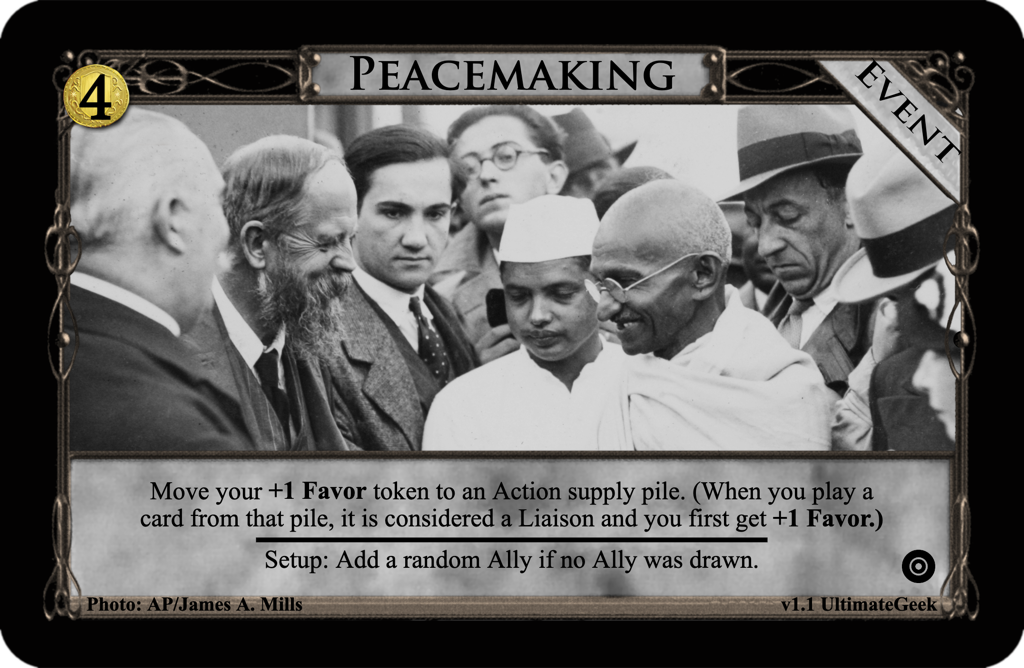 4
PEACEMAKING
EVENT
Move your +1 Favor token to an Action supply pile. (When you play a
card from that pile, it is considered a Liaison and you first get +1 Favor.)
Setup: Add a random Ally if no Ally was drawn.
Photo: AP/James A. Mills
v1.1 UltimateGeek